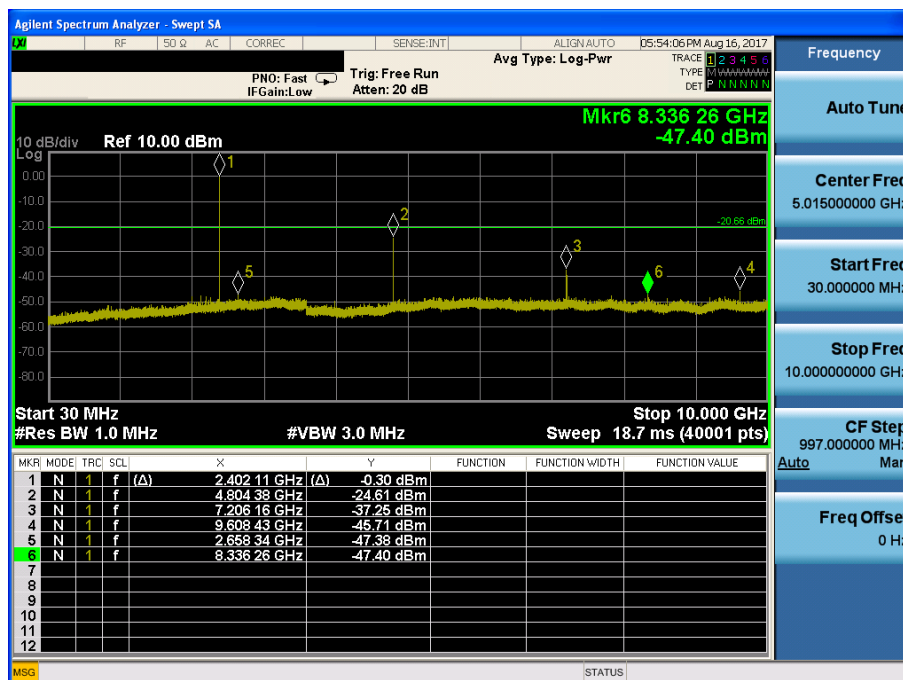 Agilent Spectrum Analyzer - Swept SA
LXI RF 50 Ω AC CORREC SENSE:INT ALIGN AUTO 05:54:06 PM Aug 16, 2017
Avg Type: Log-Pwr
TRACE 1 2 3 4 5 6
PNO: Fast Trig: Free Run TYPE M WWWWW
IFGain:Low Atten: 20 dB DET P N N N N N
Mkr6 8.336 26 GHz
-47.40 dBm
10 dB/div Ref 10.00 dBm
Log
0.00
-10.0
-20.0
-30.0
-40.0
-50.0
-60.0
-70.0
-80.0
1
2
3
4
5
6
-20.66 dBm
Start 30 MHz Stop 10.000 GHz
#Res BW 1.0 MHz #VBW 3.0 MHz Sweep 18.7 ms (40001 pts)
MKR MODE TRC SCL X Y FUNCTION FUNCTION WIDTH FUNCTION VALUE
1 N 1 f (Δ) 2.402 11 GHz (Δ) -0.30 dBm
2 N 1 f 4.804 38 GHz -24.61 dBm
3 N 1 f 7.206 16 GHz -37.25 dBm
4 N 1 f 9.608 43 GHz -45.71 dBm
5 N 1 f 2.658 34 GHz -47.38 dBm
6 N 1 f 8.336 26 GHz -47.40 dBm
7
8
9
10
11
12
MSG STATUS
Frequency
Auto Tune
Center Freq
5.015000000 GHz
Start Freq
30.000000 MHz
Stop Freq
10.000000000 GHz
CF Step
997.000000 MHz
Auto Man
Freq Offset
0 Hz